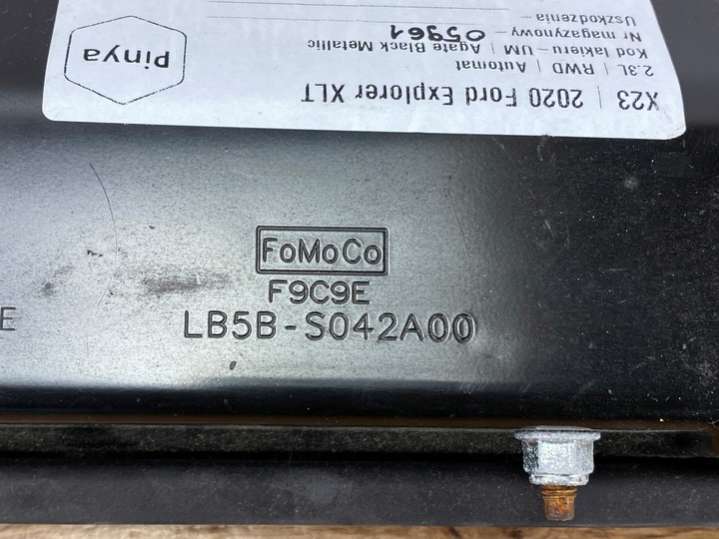 X23 | 2020 Ford Explorer XLT
2.3L | RWD | Automat
Kod lakieru - UM | Agate Black Metallic
Nr magazynowy - 05961
Uszkodzenia -
Pinya
FoMoCo
F9C9E
LB5B-S042A00
E